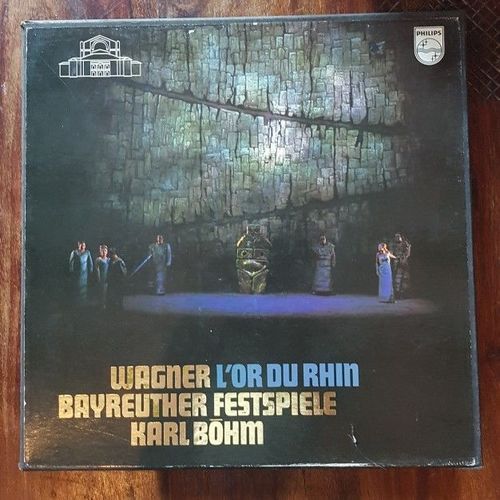 PHILIPS
WAGNER L'OR DU RHIN
BAYREUTHER FESTSPIELE
KARL BÖHM